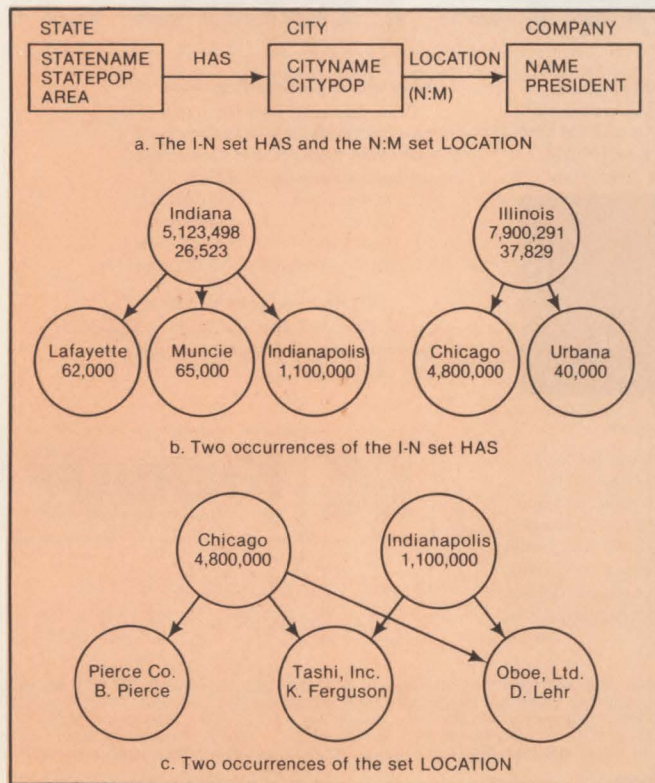 STATE CITY COMPANY
HAS LOCATION
STATENAME
STATEPOP
AREA
CITYNAME
CITYPOP
(N:M)
NAME
PRESIDENT
a. The I-N set HAS and the N:M set LOCATION
Indiana
5,123,498
26,523
Illinois
7,900,291
37,829
Lafayette
62,000
Muncie
65,000
Indianapolis
1,100,000
Chicago
4,800,000
Urbana
40,000
b. Two occurrences of the I-N set HAS
Chicago
4,800,000
Indianapolis
1,100,000
Pierce Co.
B. Pierce
Tashi, Inc.
K. Ferguson
Oboe, Ltd.
D. Lehr
c. Two occurrences of the set LOCATION